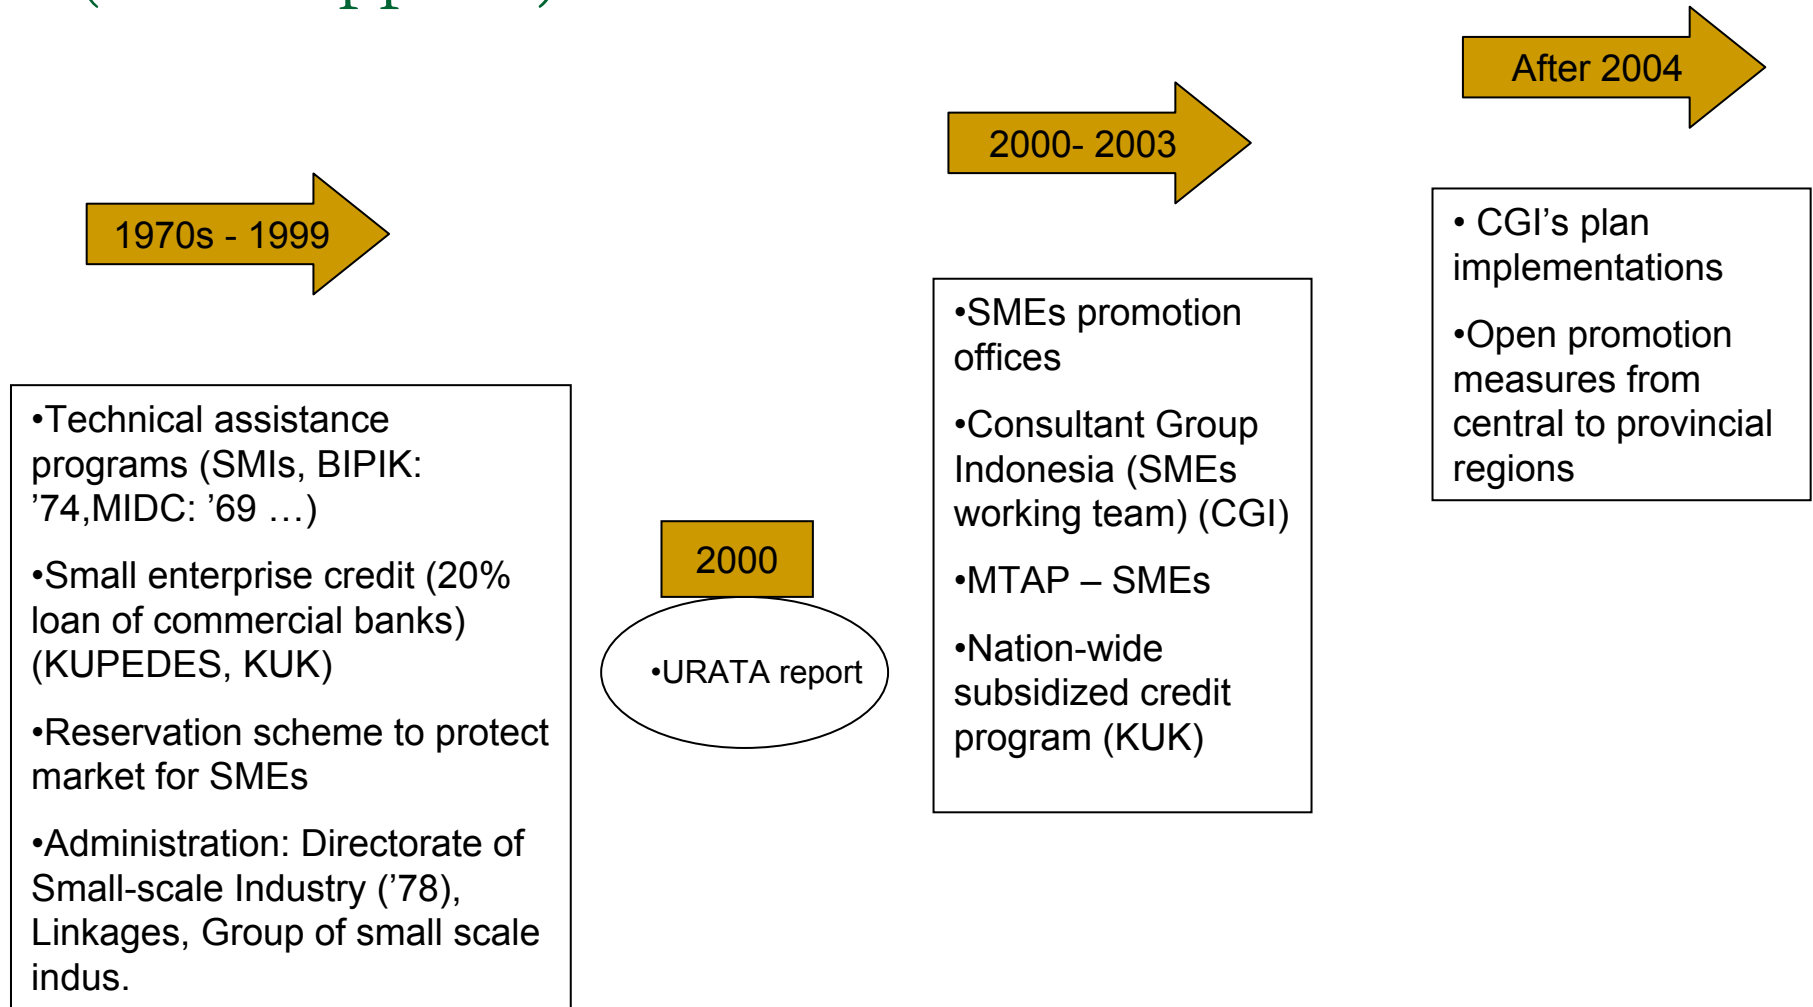 1970s - 1999
•Technical assistance
programs (SMIs, BIPIK:
’74,MIDC: ’69 …)
•Small enterprise credit (20%
loan of commercial banks)
(KUPEDES, KUK)
•Reservation scheme to protect
market for SMEs
•Administration: Directorate of
Small-scale Industry (’78),
Linkages, Group of small scale
indus.
2000
•URATA report
2000- 2003
•SMEs promotion
offices
•Consultant Group
Indonesia (SMEs
working team) (CGI)
•MTAP – SMEs
•Nation-wide
subsidized credit
program (KUK)
After 2004
• CGI’s plan
implementations
•Open promotion
measures from
central to provincial
regions